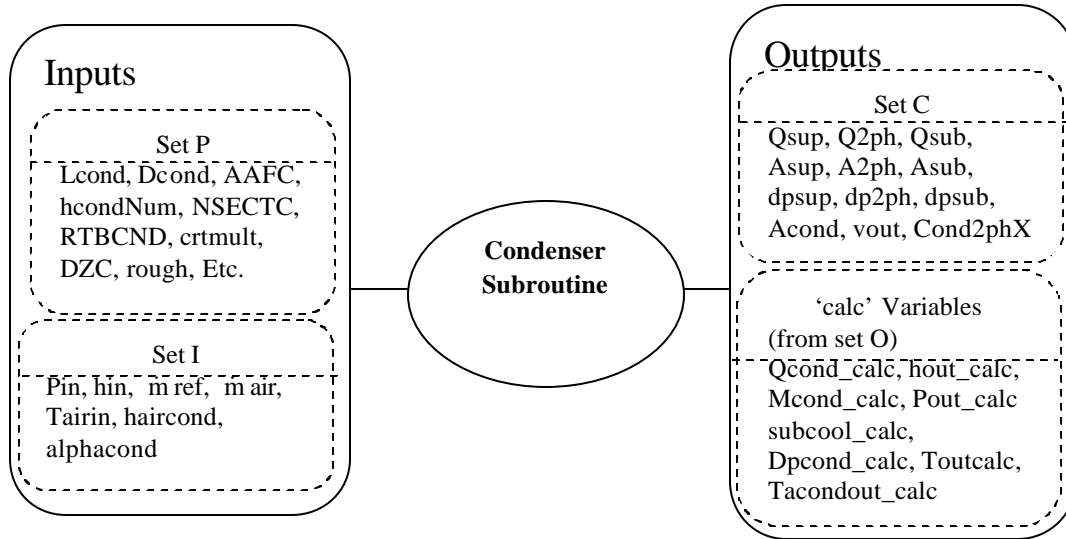 Inputs
Set P
Lcond, Dcond, AAFC,
hcondNum, NSECTC,
RTBCND, crtmult,
DZC, rough, Etc.
Set I
Pin, hin, ṁ ref, ṁ air,
Tairin, haircond,
alphacond
Condenser
Subroutine
Outputs
Set C
Qsup, Q2ph, Qsub,
Asup, A2ph, Asub,
dpsup, dp2ph, dpsub,
Acond, vout, Cond2phX
‘calc’ Variables
(from set O)
Qcond_calc, hout_calc,
Mcond_calc, Pout_calc
subcool_calc,
Dpcond_calc, Toutcalc,
Tacondout_calc